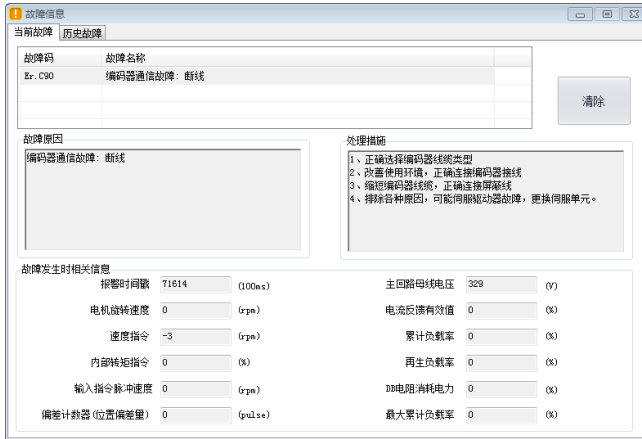 故障信息
当前故障 历史故障
故障码 故障名称
Er.C90 编码器通信故障: 断线
清除
故障原因
编码器通信故障: 断线
处理措施
1、正确选择编码器线缆类型
2、改善使用环境，正确连接编码器接线
3、缩短编码器线缆，正确连接屏蔽线
4、排除各种原因，可能伺服驱动器故障，更换伺服单元。
故障发生时相关信息
报警时间戳 71614 (100ms) 主回路母线电压 329 (V)
电机旋转速度 0 (rpm) 电流反馈有效值 0 (%)
速度指令 -3 (rpm) 累计负载率 0 (%)
内部转矩指令 0 (%) 再生负载率 0 (%)
输入指令脉冲速度 0 (rpm) DB电阻消耗电力 0 (%)
偏差计数器(位置偏差量) 0 (pulse) 最大累计负载率 0 (%)